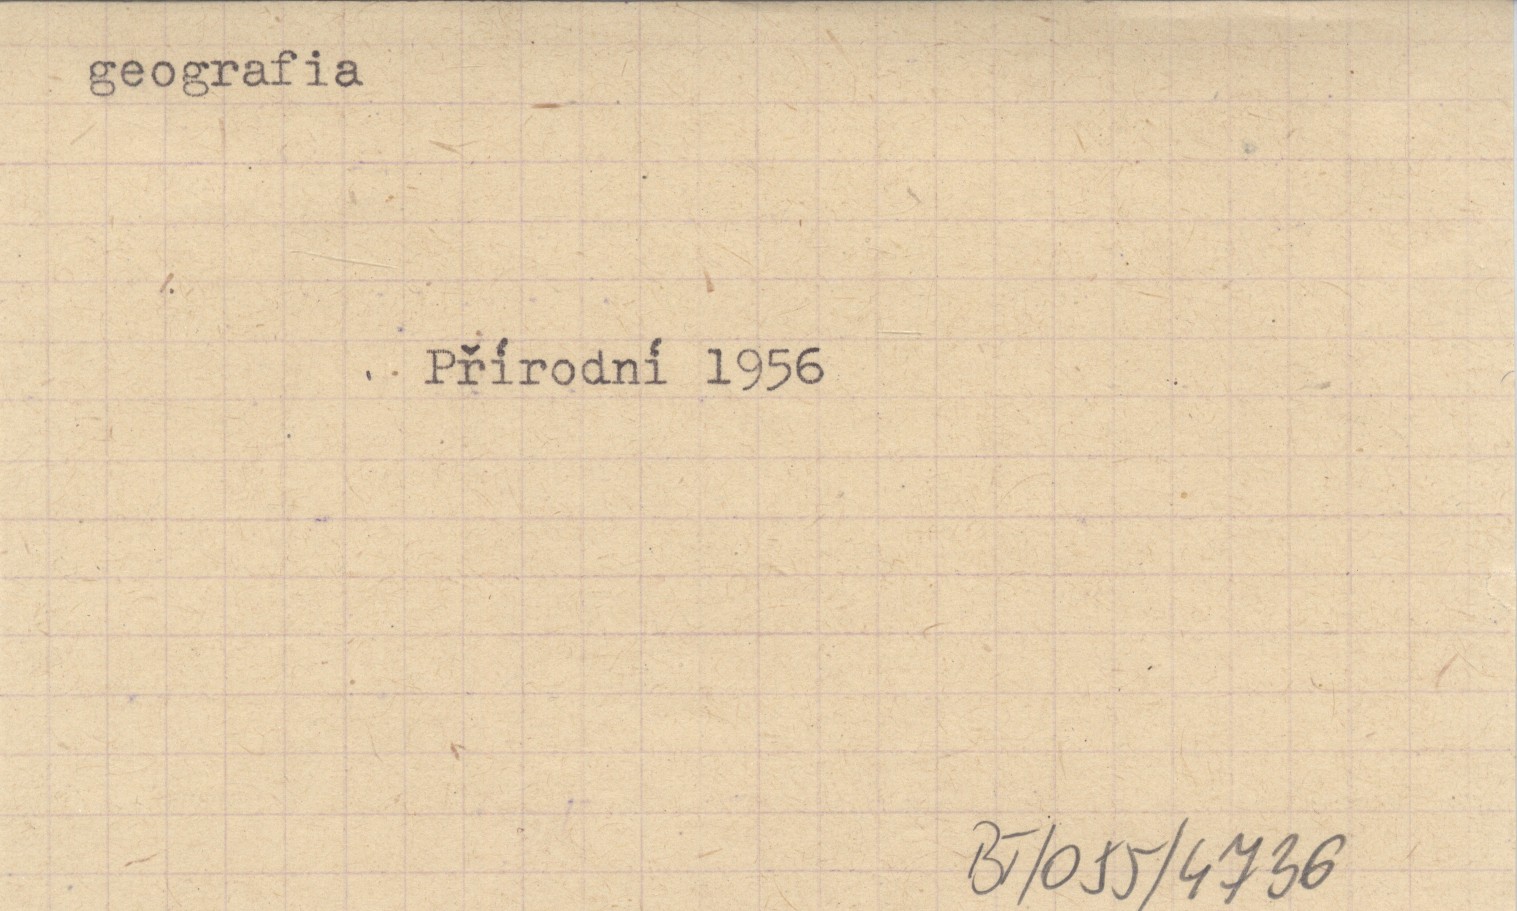 geografia
Přírodní 1956
BT/055/4736